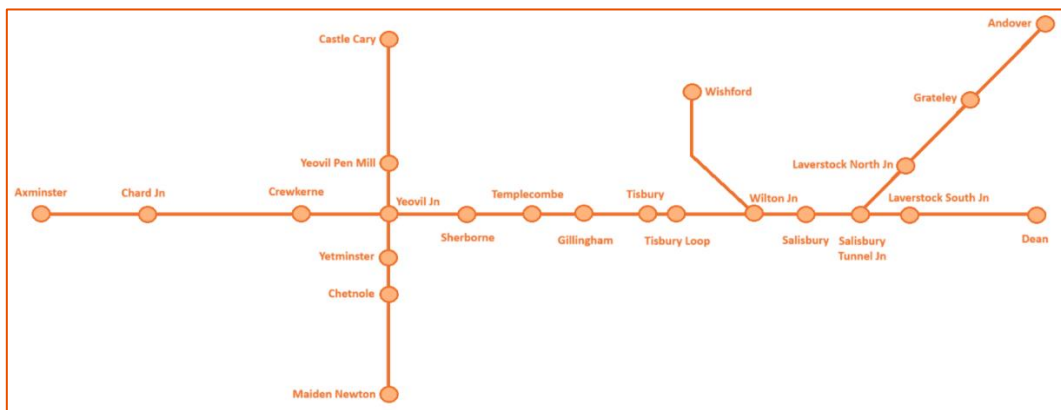 Andover
Castle Cary
Wishford
Grateley
Yeovil Pen Mill
Laverstock North Jn
Axminster
Chard Jn
Crewkerne
Yeovil Jn
Templecombe
Tisbury
Wilton Jn
Laverstock South Jn
Sherborne
Gillingham
Tisbury Loop
Salisbury
Salisbury
Tunnel Jn
Dean
Yetminster
Chetnole
Maiden Newton